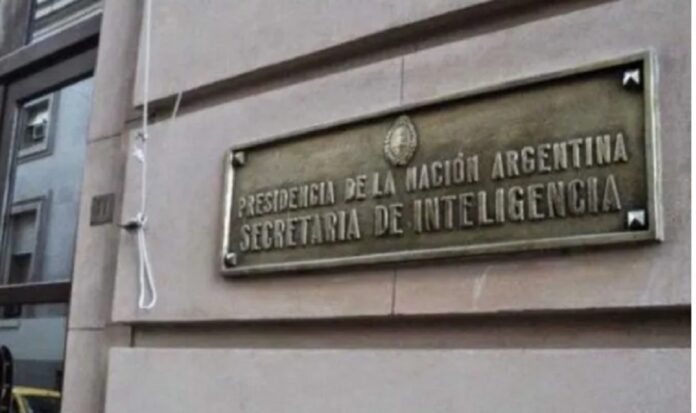 PRESIDENCIA DE LA NACIÓN ARGENTINA
SECRETARIA DE INTELIGENCIA